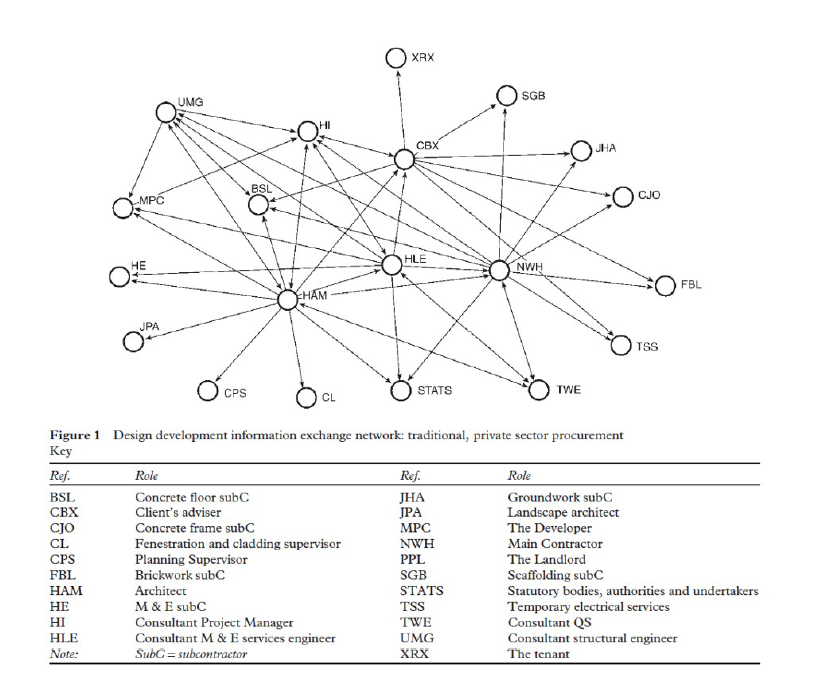 XRX
SGB
UMG
HI
CBX
JHA
BSL
CJO
MPC
HLE
HE
NWH
FBL
HAM
JPA
TSS
CPS
CL
STATS
TWE
Figure 1 Design development information exchange network: traditional, private sector procurement
Key
Ref. Role Ref. Role
BSL Concrete floor subC JHA Groundwork subC
CBX Client's adviser JPA Landscape architect
CJO Concrete frame subC MPC The Developer
CL Fenestration and cladding supervisor NWH Main Contractor
CPS Planning Supervisor PPL The Landlord
FBL Brickwork subC SGB Scaffolding subC
HAM Architect STATS Statutory bodies, authorities and undertakers
HE M & E subC TSS Temporary electrical services
HI Consultant Project Manager TWE Consultant QS
HLE Consultant M & E services engineer UMG Consultant structural engineer
Note: SubC = subcontractor XRX The tenant